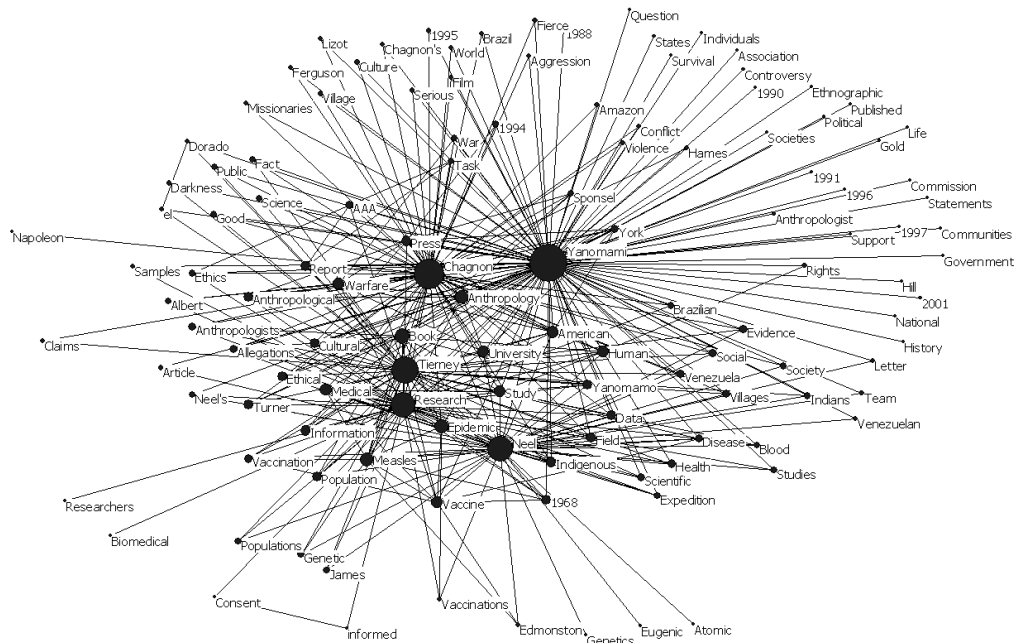 Question
Fierce
1988
1995
Brazil
States
Individuals
Lizot
Chagnon's
World
Association
Culture
Aggression
Survival
Ferguson
Film
Controversy
Village
Serious
1990
Ethnographic
Missionaries
Amazon
Published
Political
1994
Conflict
Life
Dorado
War
Violence
Hames
Societies
Gold
Fact
Task
Public
1991
Darkness
Science
Sponsel
1996
Commission
el
Good
AAA
Statements
Anthropologist
Napoleon
Press
York
1997
Communities
Support
Yanomami
Samples
Report
Chagnon
Rights
Government
Ethics
Warfare
Hill
Albert
Anthropological
Anthropology
Brazilian
2001
National
Anthropologists
Book
American
Evidence
Claims
Cultural
History
Allegations
University
Human
Social
Article
Tierney
Society
Letter
Ethical
Venezuela
Medical
Study
Yanomamo
Neel's
Research
Villages
Indians
Team
Turner
Data
Venezuelan
Information
Epidemic
Neel
Field
Disease
Blood
Vaccination
Measles
Indigenous
Health
Population
Scientific
Studies
Researchers
Vaccine
1968
Expedition
Biomedical
Populations
Genetic
James
Consent
Vaccinations
informed
Edmonston
Genetics
Eugenic
Atomic